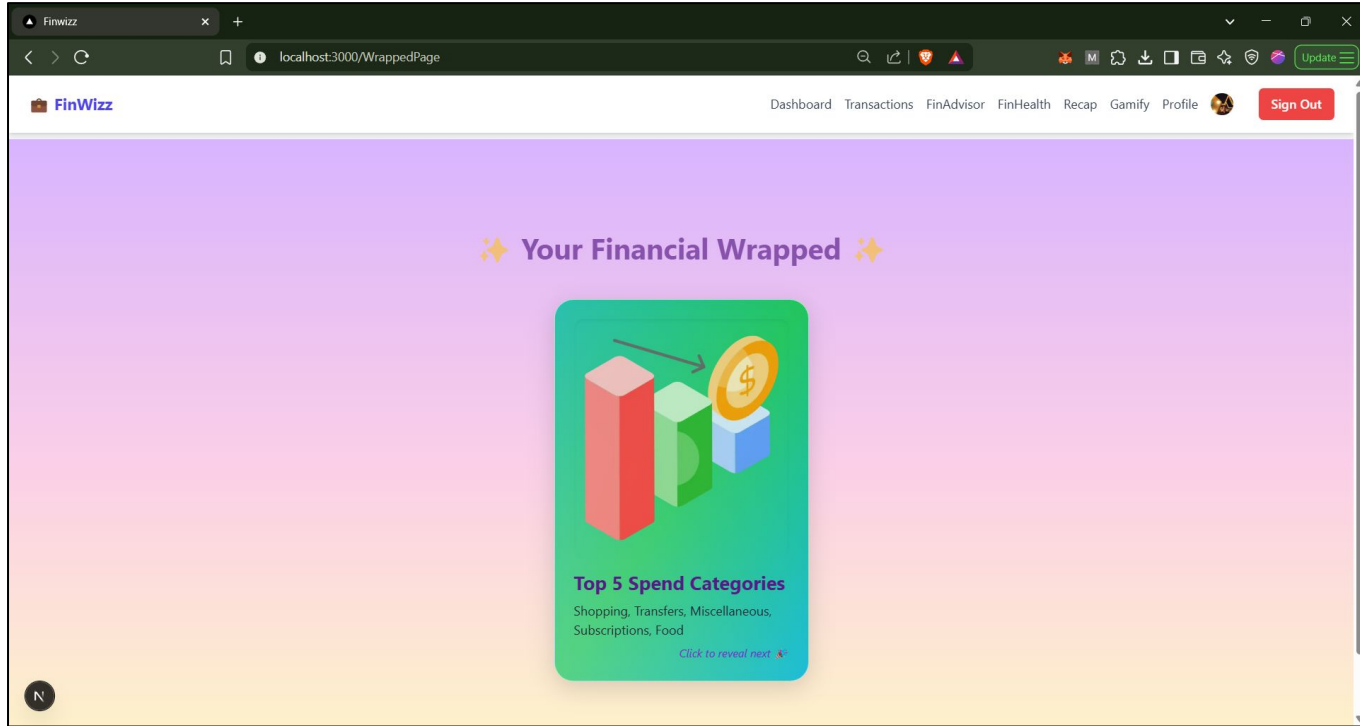 Finwizz
localhost:3000/WrappedPage
M
Update
💼 FinWizz
Dashboard Transactions FinAdvisor FinHealth Recap Gamify Profile Sign Out
✨ Your Financial Wrapped ✨
$
Top 5 Spend Categories
Shopping, Transfers, Miscellaneous,
Subscriptions, Food
Click to reveal next 🎉
N